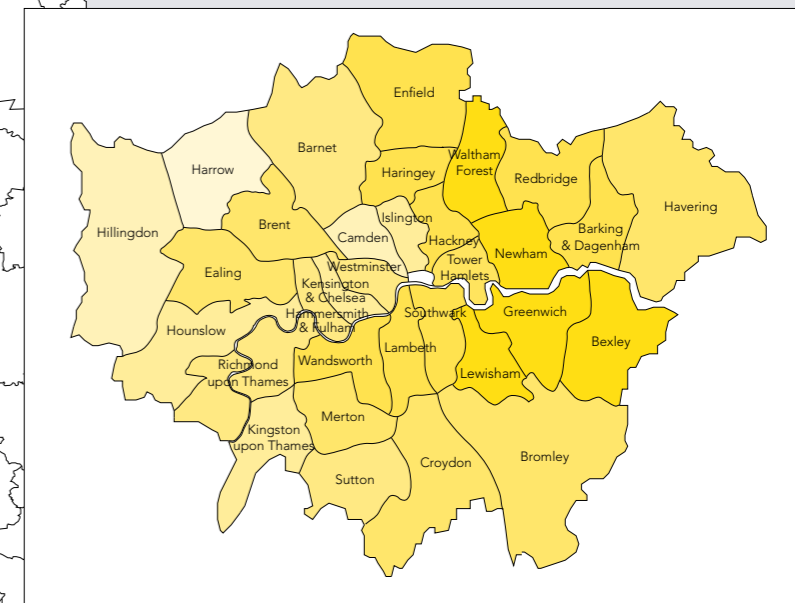 Enfield
Barnet
Harrow
Haringey
Waltham
Forest
Redbridge
Havering
Hillingdon
Brent
Islington
Camden
Hackney
Newham
Barking
& Dagenham
Ealing
Westminster
Tower
Hamlets
Kensington
& Chelsea
Hammersmith
& Fulham
Southwark
Greenwich
Hounslow
Bexley
Lambeth
Wandsworth
Richmond
upon Thames
Lewisham
Merton
Kingston
upon Thames
Croydon
Bromley
Sutton